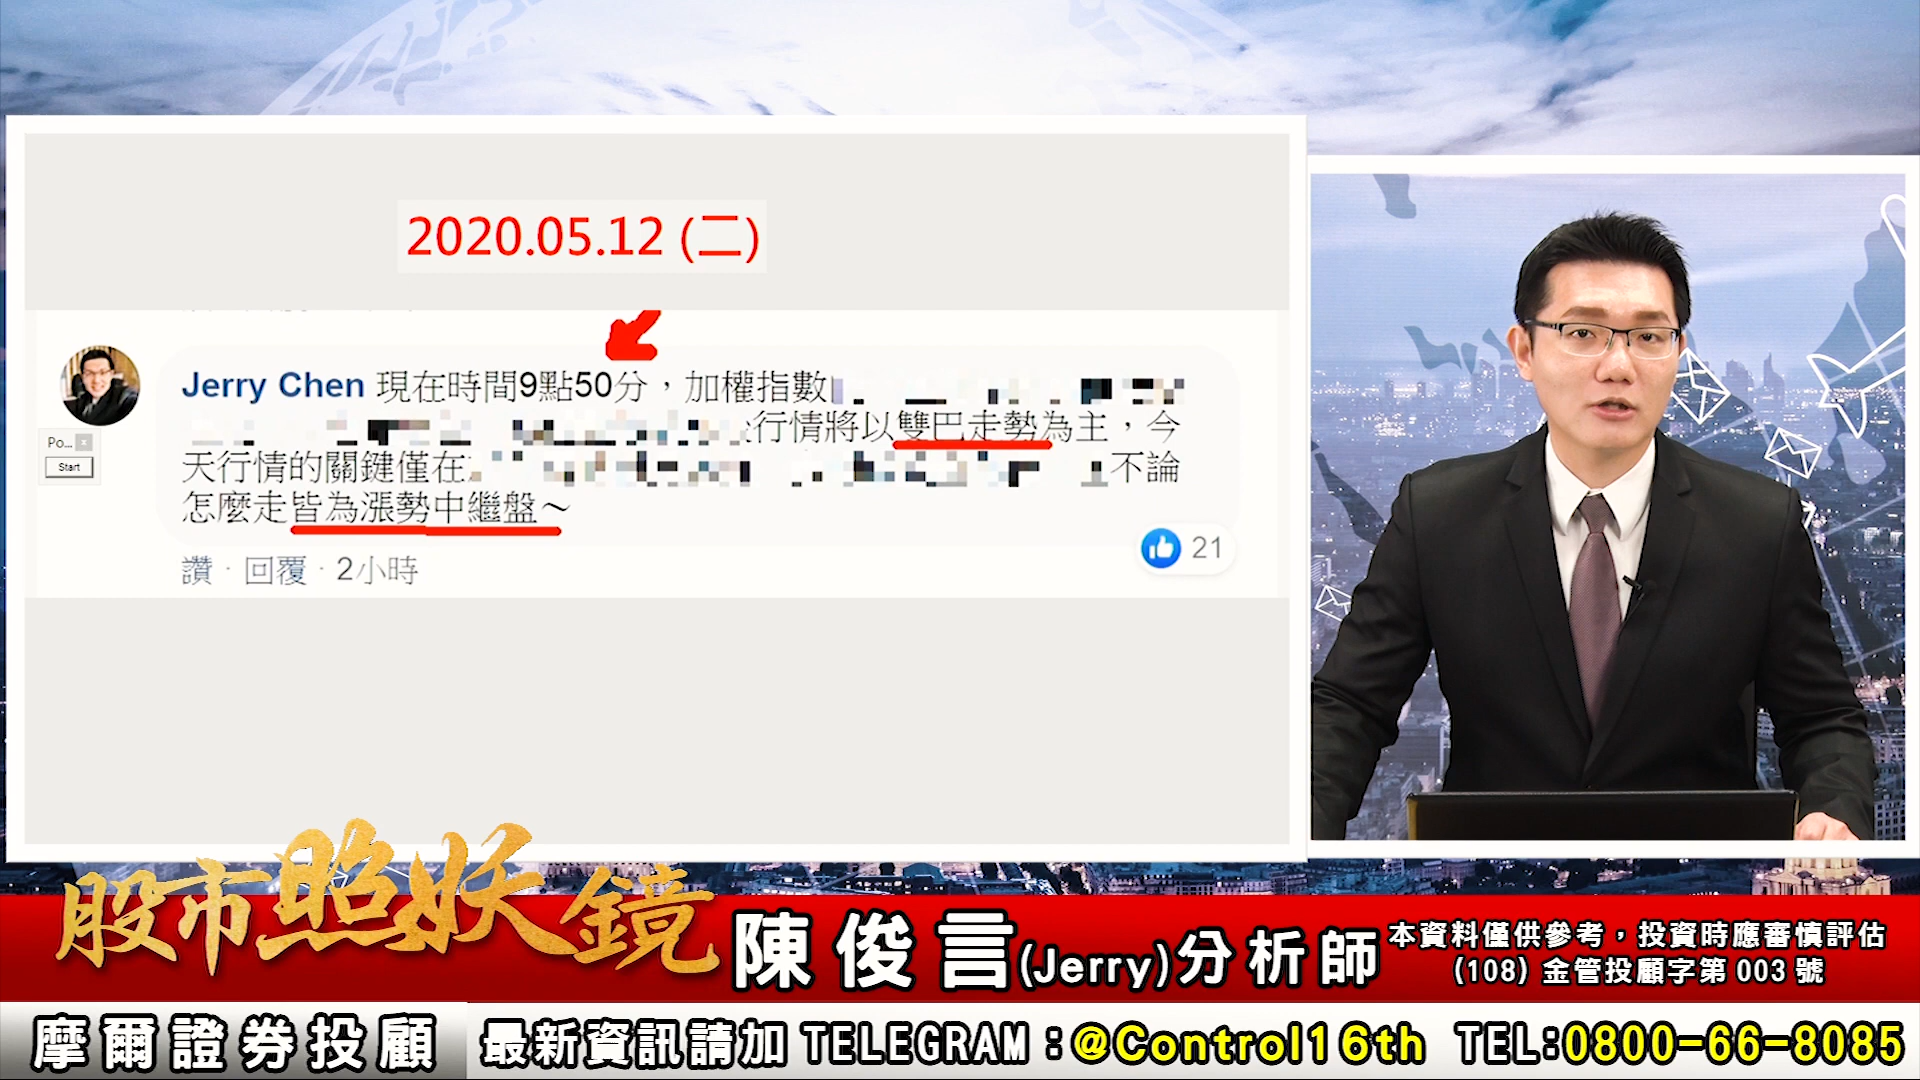 2020.05.12 (二)
Jerry Chen 現在時間9點50分，加權指數
行情將以雙巴走勢為主，今
天行情的關鍵僅在 不論
怎麼走皆為漲勢中繼盤～
Po... x
Start
讚 · 回覆 · 2小時
21
股市照妖鏡
陳俊言(Jerry)分析師
本資料僅供參考，投資時應審慎評估
(108) 金管投顧字第 003 號
摩爾證券投顧
最新資訊請加 TELEGRAM：@Control16th TEL:0800-66-8085